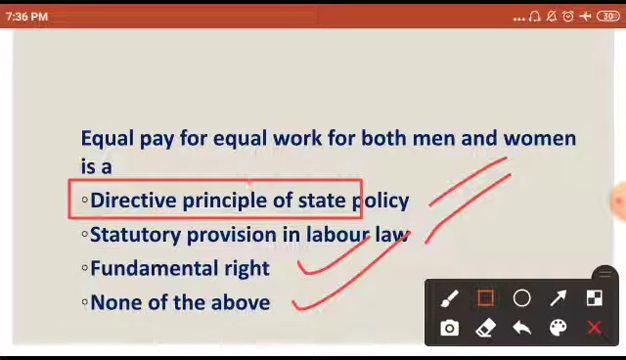 7:36 PM
30
Equal pay for equal work for both men and women
is a
◦Directive principle of state policy
◦Statutory provision in labour law
◦Fundamental right
◦None of the above